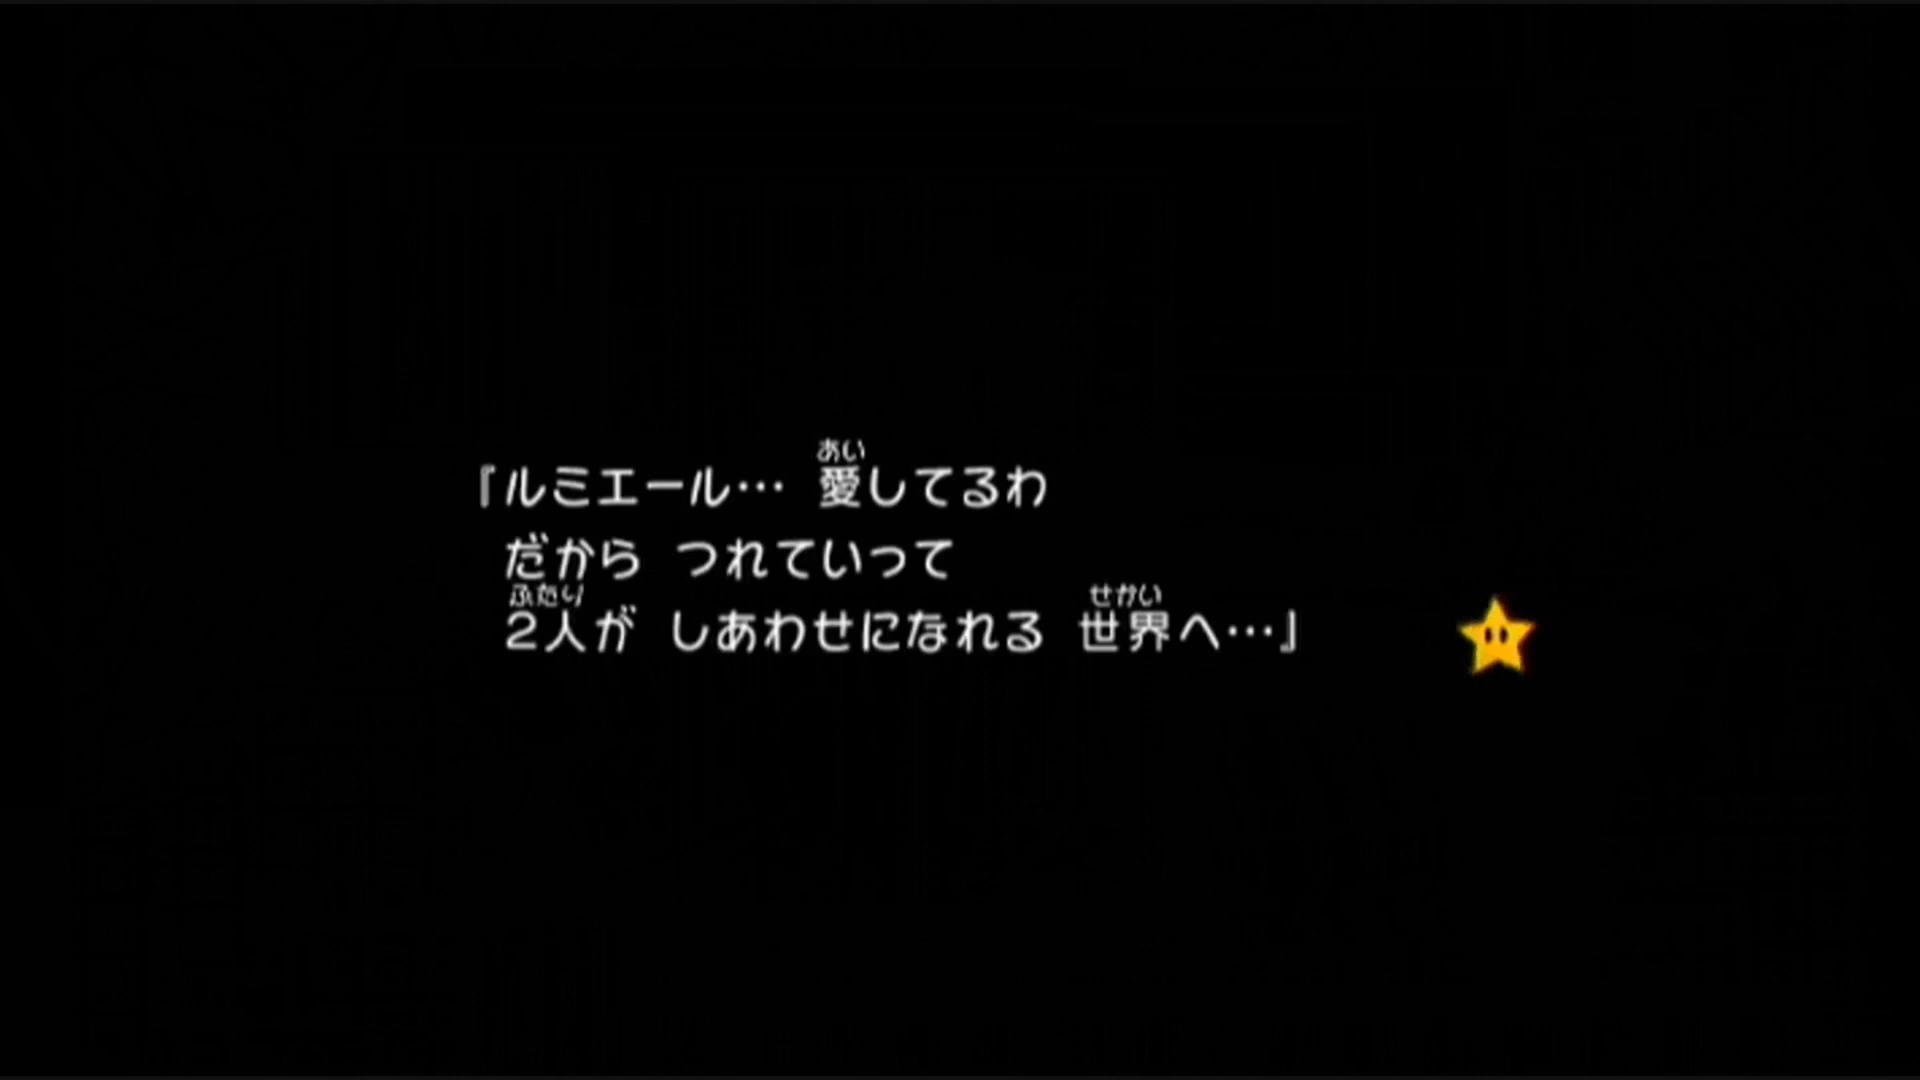 『ルミエール… 愛してるわ
だから つれていって
2人が しあわせになれる 世界へ…』